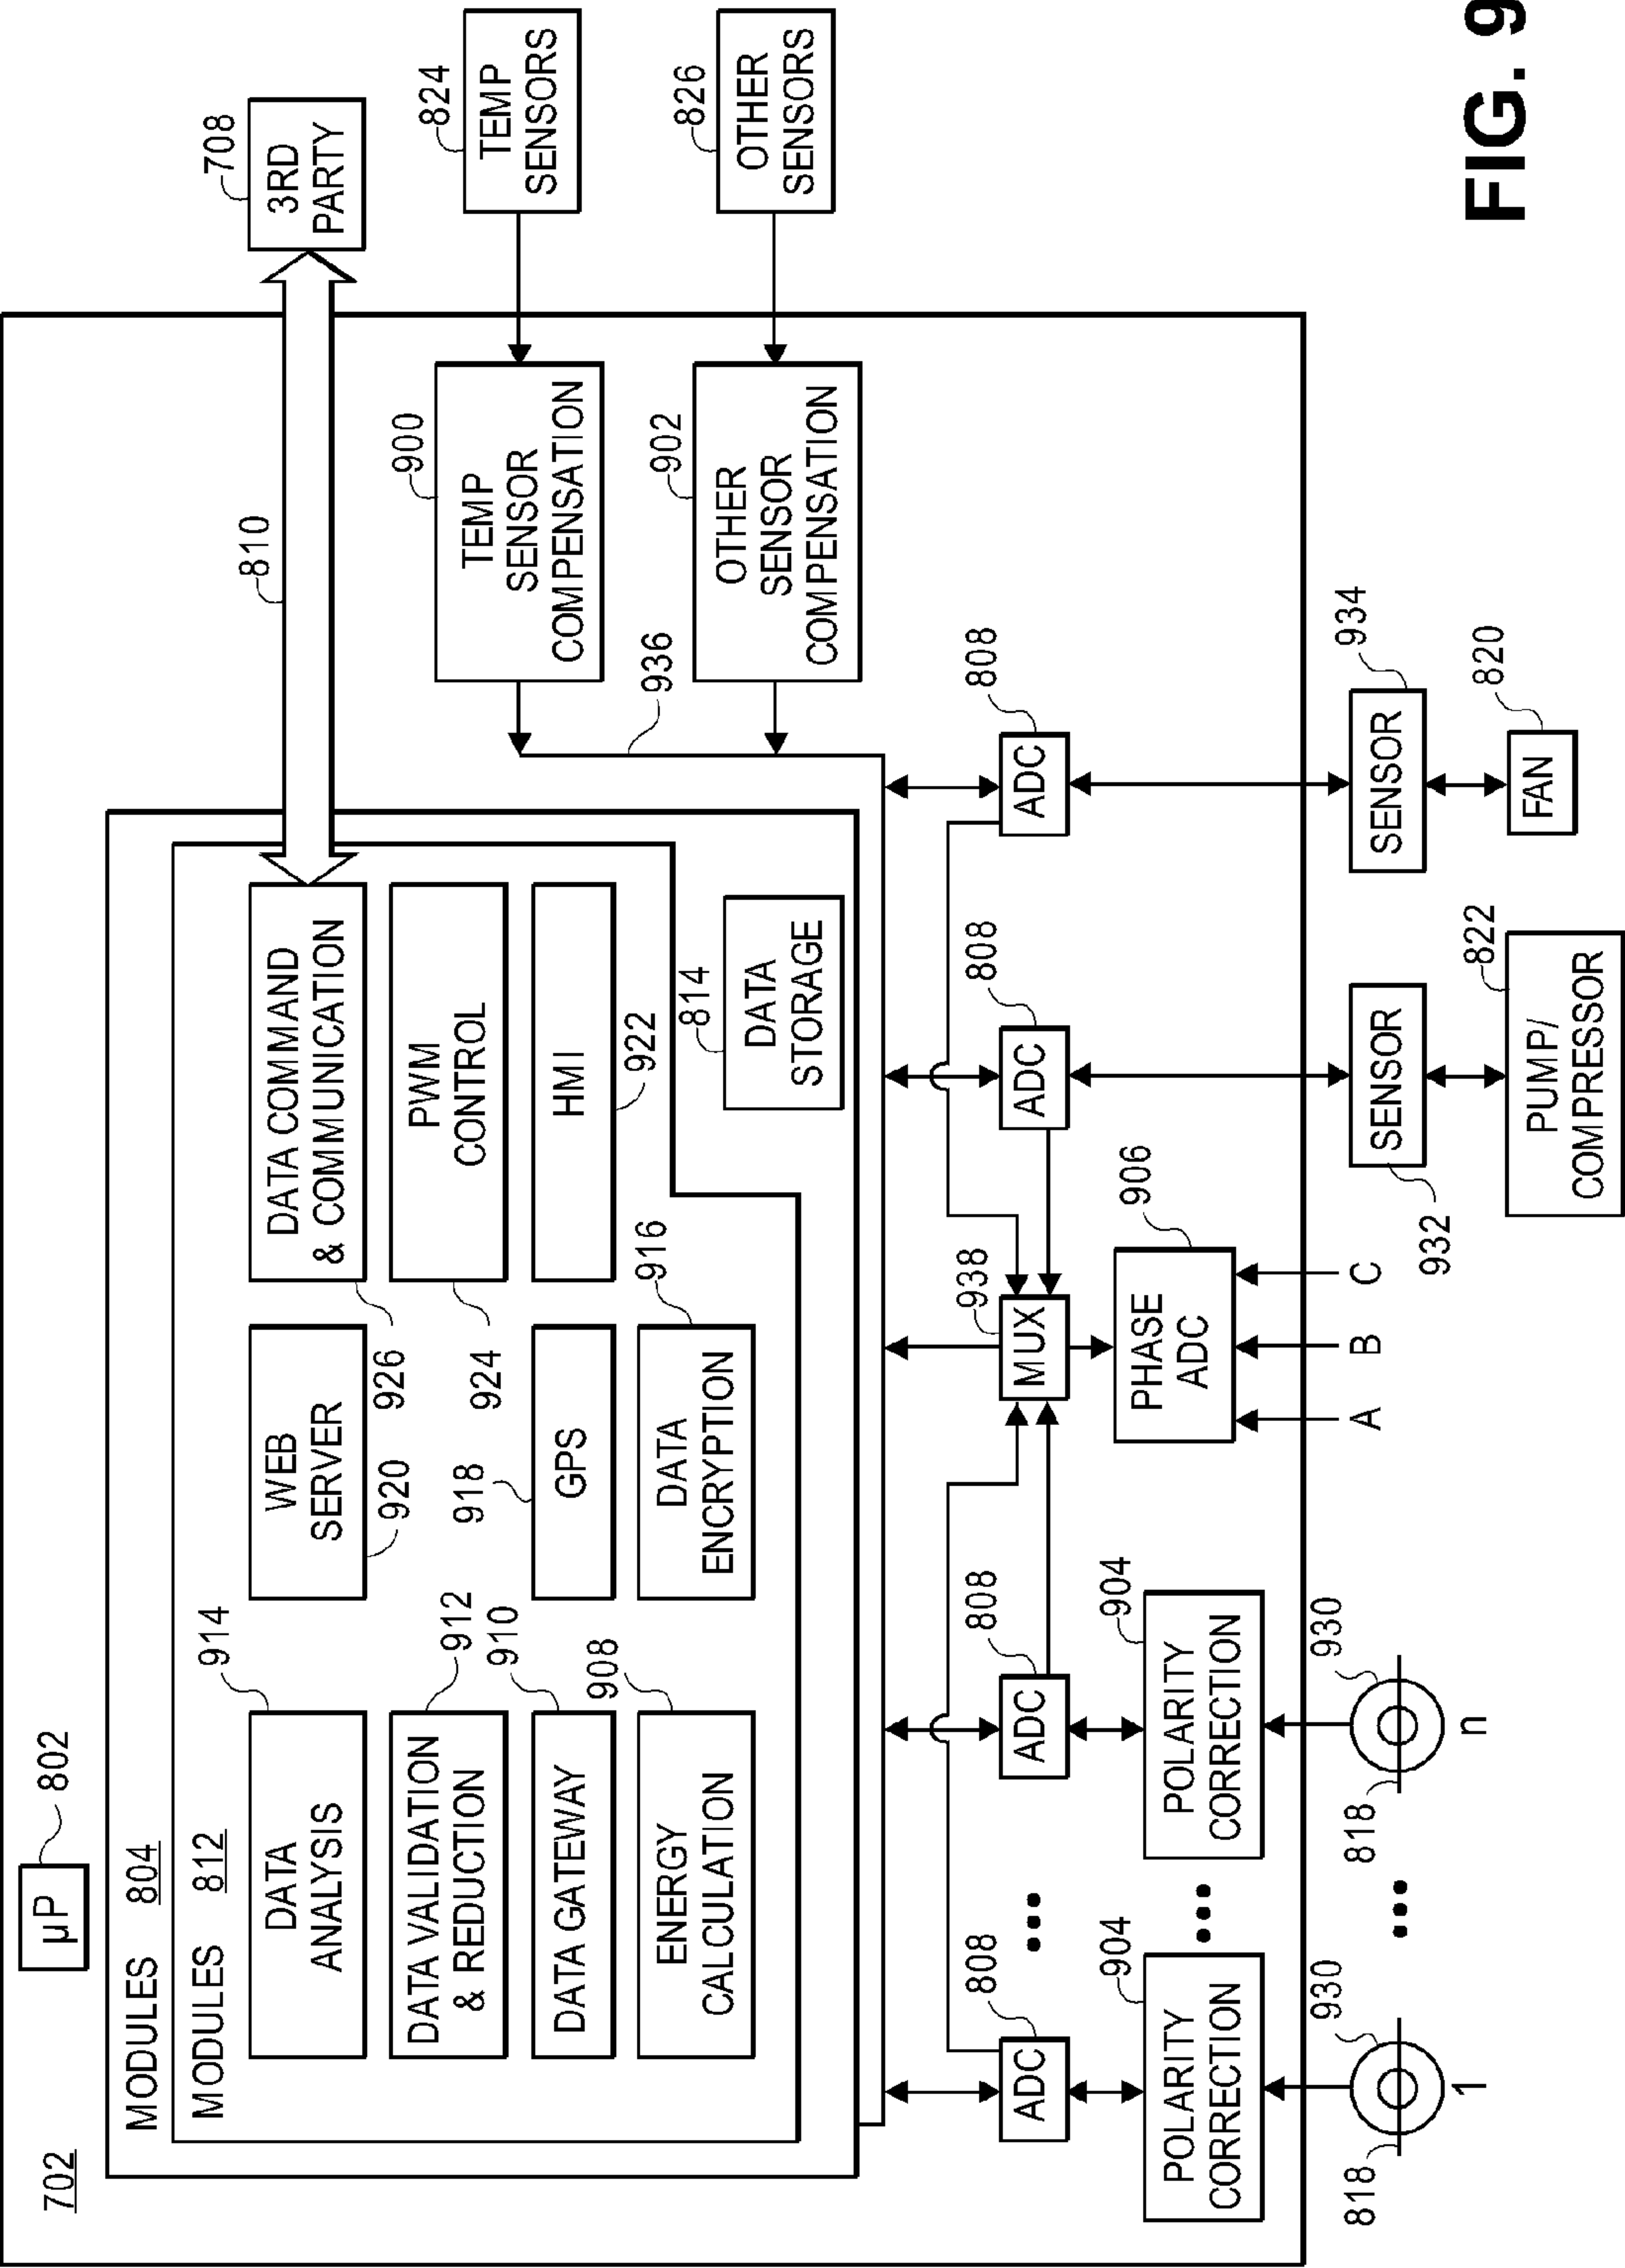 702
µP
802
MODULES 804
MODULES 812
914
DATA
ANALYSIS
WEB
SERVER
920
DATA COMMAND
& COMMUNICATION
926
810
3RD
PARTY
708
912
DATA VALIDATION
& REDUCTION
PWM
CONTROL
924
910
DATA GATEWAY
918
GPS
HMI
922
908
ENERGY
CALCULATION
916
DATA
ENCRYPTION
814
DATA
STORAGE
900
TEMP
SENSOR
COMPENSATION
824
TEMP
SENSORS
936
902
OTHER
SENSOR
COMPENSATION
826
OTHER
SENSORS
808
ADC
808
ADC
938
MUX
808
ADC
808
ADC
904
POLARITY
CORRECTION
904
POLARITY
CORRECTION
906
PHASE
ADC
A
B
C
818
930
1
818
930
n
932
SENSOR
934
SENSOR
822
PUMP/
COMPRESSOR
820
FAN
FIG. 9